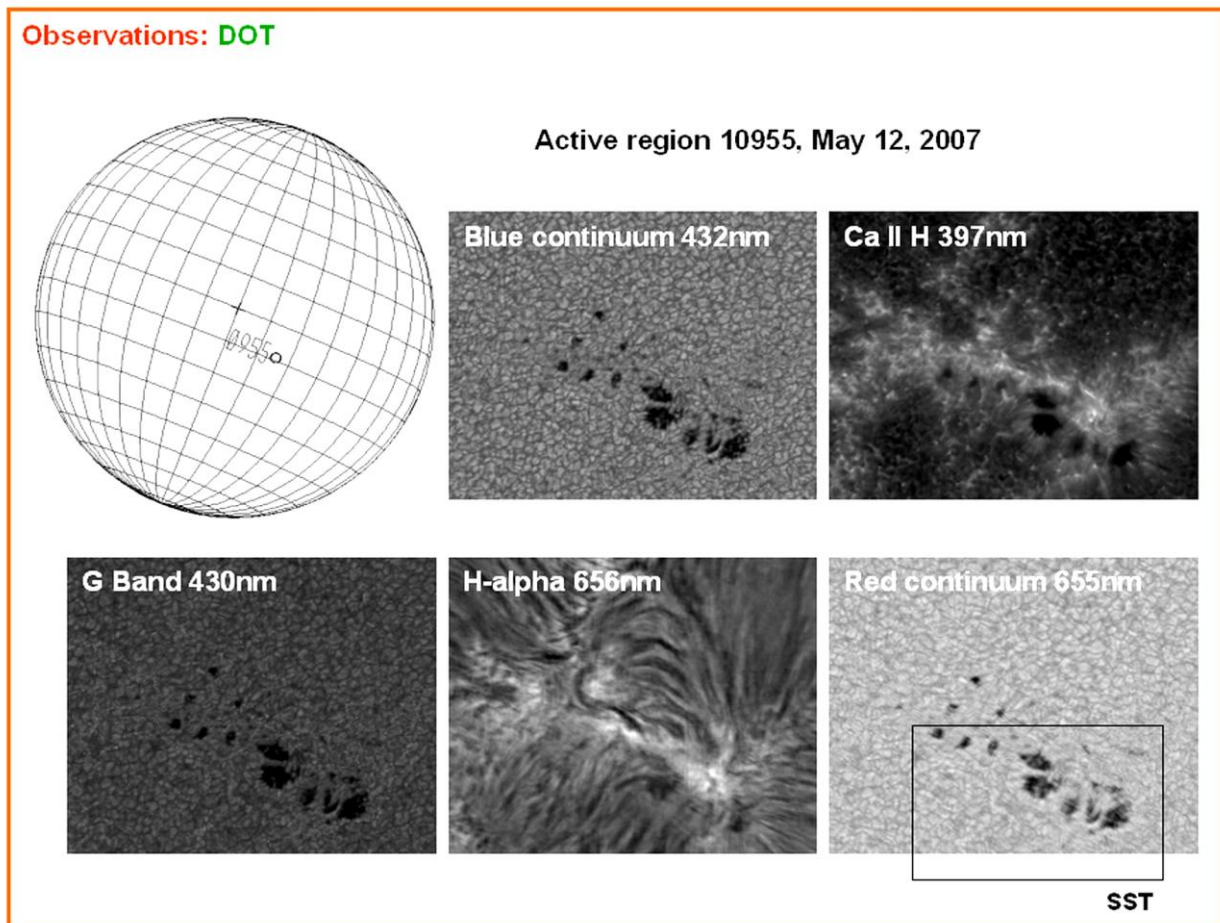 Observations: DOT
Active region 10955, May 12, 2007
Blue continuum 432nm
Ca II H 397nm
0955
G Band 430nm
H-alpha 656nm
Red continuum 655nm
SST